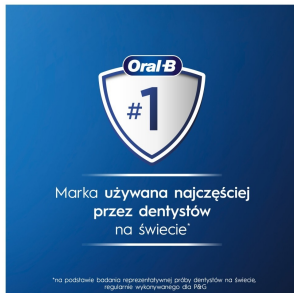 Oral-B
#1
Marka używana najczęściej
przez dentystów
na świecie*
*na podstawie badania reprezentatywnej próby dentystów na świecie,
regularnie wykonywanego dla P&G